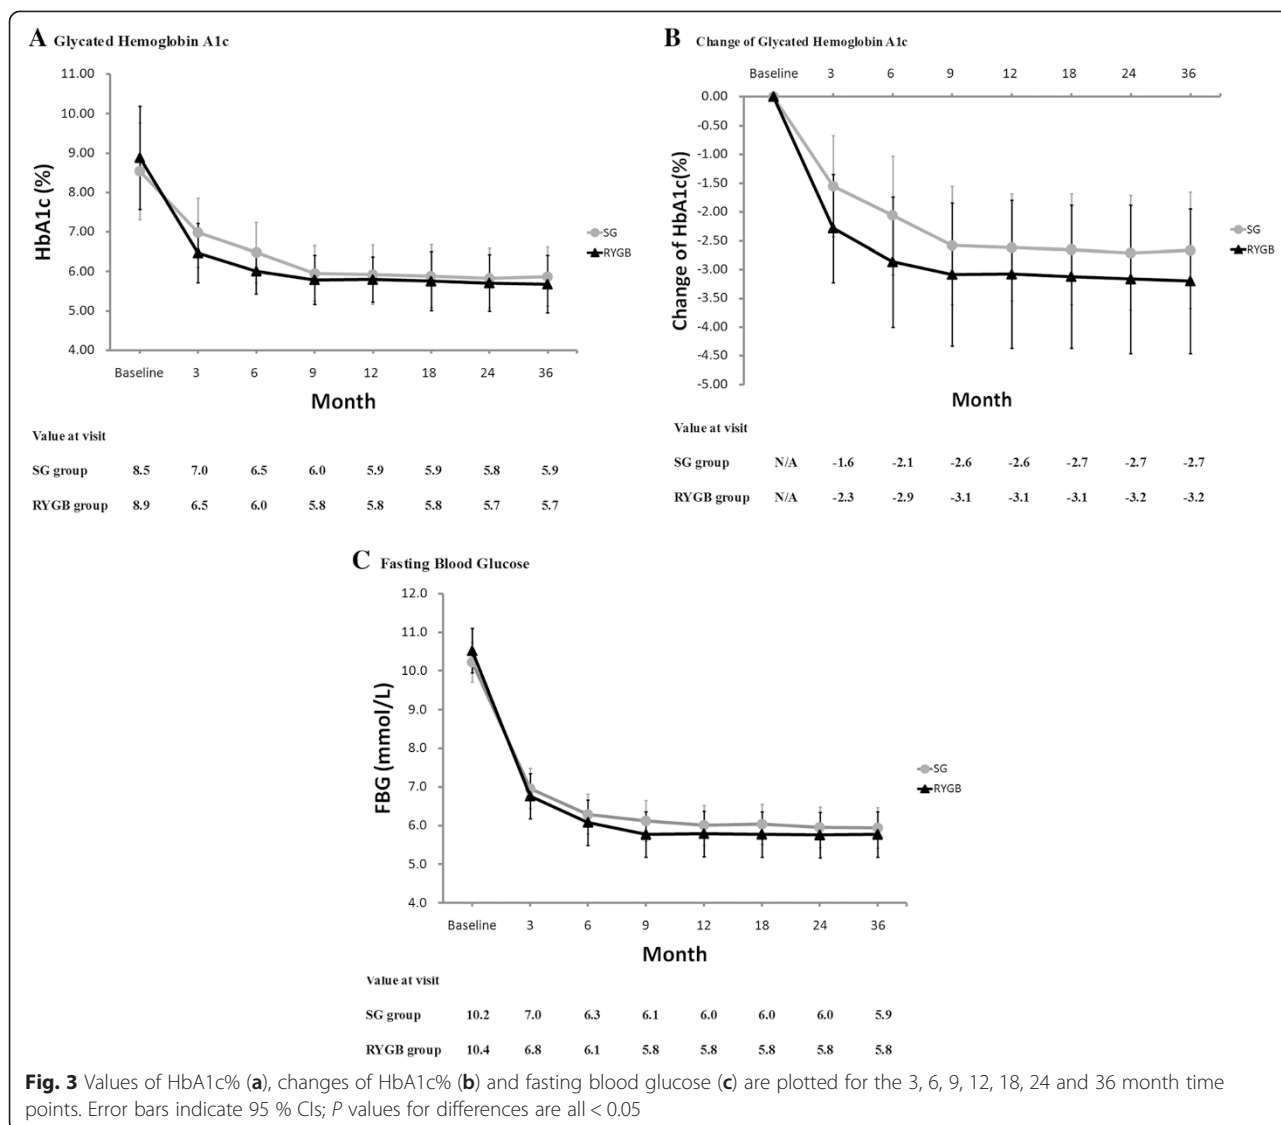 A Glycated Hemoglobin A1c
11.00
10.00
9.00
8.00
7.00
6.00
5.00
4.00
HbA1c (%)
Baseline 3 6 9 12 18 24 36
Month
SG
RYGB
Value at visit
SG group 8.5 7.0 6.5 6.0 5.9 5.9 5.8 5.9
RYGB group 8.9 6.5 6.0 5.8 5.8 5.8 5.7 5.7
B Change of Glycated Hemoglobin A1c
Baseline 3 6 9 12 18 24 36
0.00
-0.50
-1.00
-1.50
-2.00
-2.50
-3.00
-3.50
-4.00
-4.50
-5.00
Change of HbA1c(%)
Month
SG
RYGB
Value at visit
SG group N/A -1.6 -2.1 -2.6 -2.6 -2.7 -2.7 -2.7
RYGB group N/A -2.3 -2.9 -3.1 -3.1 -3.1 -3.2 -3.2
C Fasting Blood Glucose
12.0
11.0
10.0
9.0
8.0
7.0
6.0
5.0
4.0
FBG (mmol/L)
Baseline 3 6 9 12 18 24 36
Month
SG
RYGB
Value at visit
SG group 10.2 7.0 6.3 6.1 6.0 6.0 6.0 5.9
RYGB group 10.4 6.8 6.1 5.8 5.8 5.8 5.8 5.8
Fig. 3 Values of HbA1c% (a), changes of HbA1c% (b) and fasting blood glucose (c) are plotted for the 3, 6, 9, 12, 18, 24 and 36 month time
points. Error bars indicate 95 % CIs; P values for differences are all < 0.05